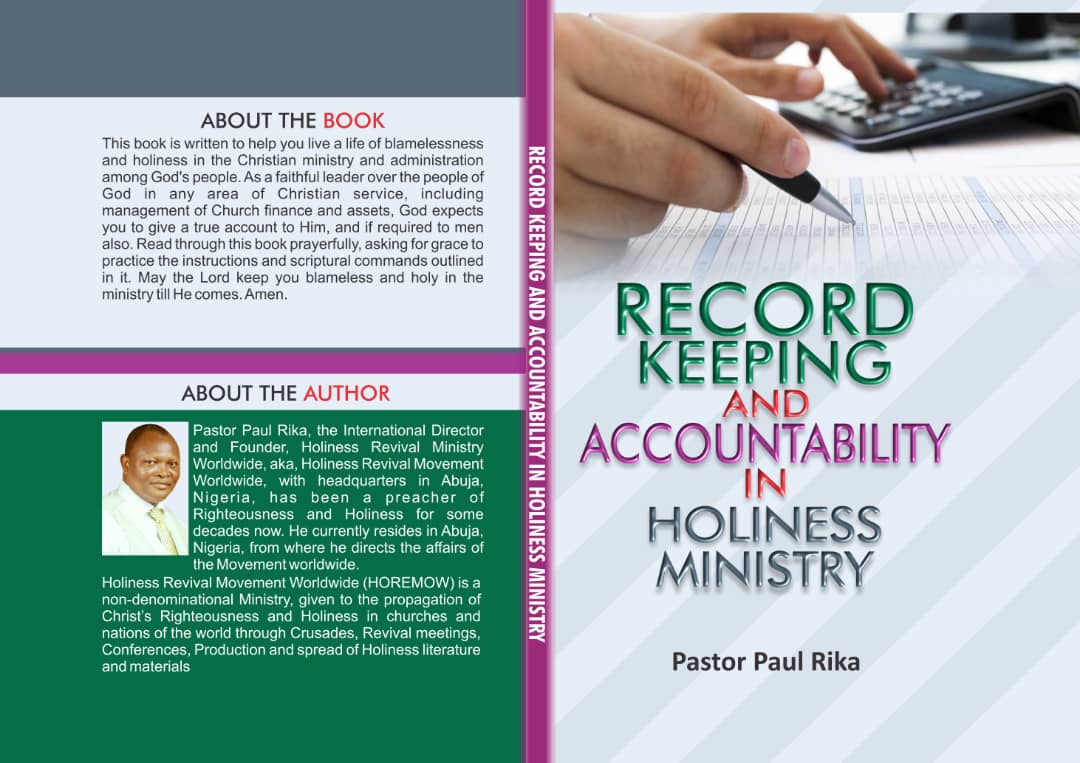 ABOUT THE BOOK
This book is written to help you live a life of blamelessness
and holiness in the Christian ministry and administration
among God's people. As a faithful leader over the people of
God in any area of Christian service, including
management of Church finance and assets, God expects
you to give a true account to Him, and if required to men
also. Read through this book prayerfully, asking for grace to
practice the instructions and scriptural commands outlined
in it. May the Lord keep you blameless and holy in the
ministry till He comes. Amen.
ABOUT THE AUTHOR
Pastor Paul Rika, the International Director
and Founder, Holiness Revival Ministry
Worldwide, aka, Holiness Revival Movement
Worldwide, with headquarters in Abuja,
Nigeria, has been a preacher of
Righteousness and Holiness for some
decades now. He currently resides in Abuja,
Nigeria, from where he directs the affairs of
the Movement worldwide.
Holiness Revival Movement Worldwide (HOREMOW) is a
non-denominational Ministry, given to the propagation of
Christ's Righteousness and Holiness in churches and
nations of the world through Crusades, Revival meetings,
Conferences, Production and spread of Holiness literature
and materials
RECORD KEEPING AND ACCOUNTABILITY IN HOLINESS MINISTRY
RECORD
KEEPING
AND
ACCOUNTABILITY
IN
HOLINESS
MINISTRY
Pastor Paul Rika